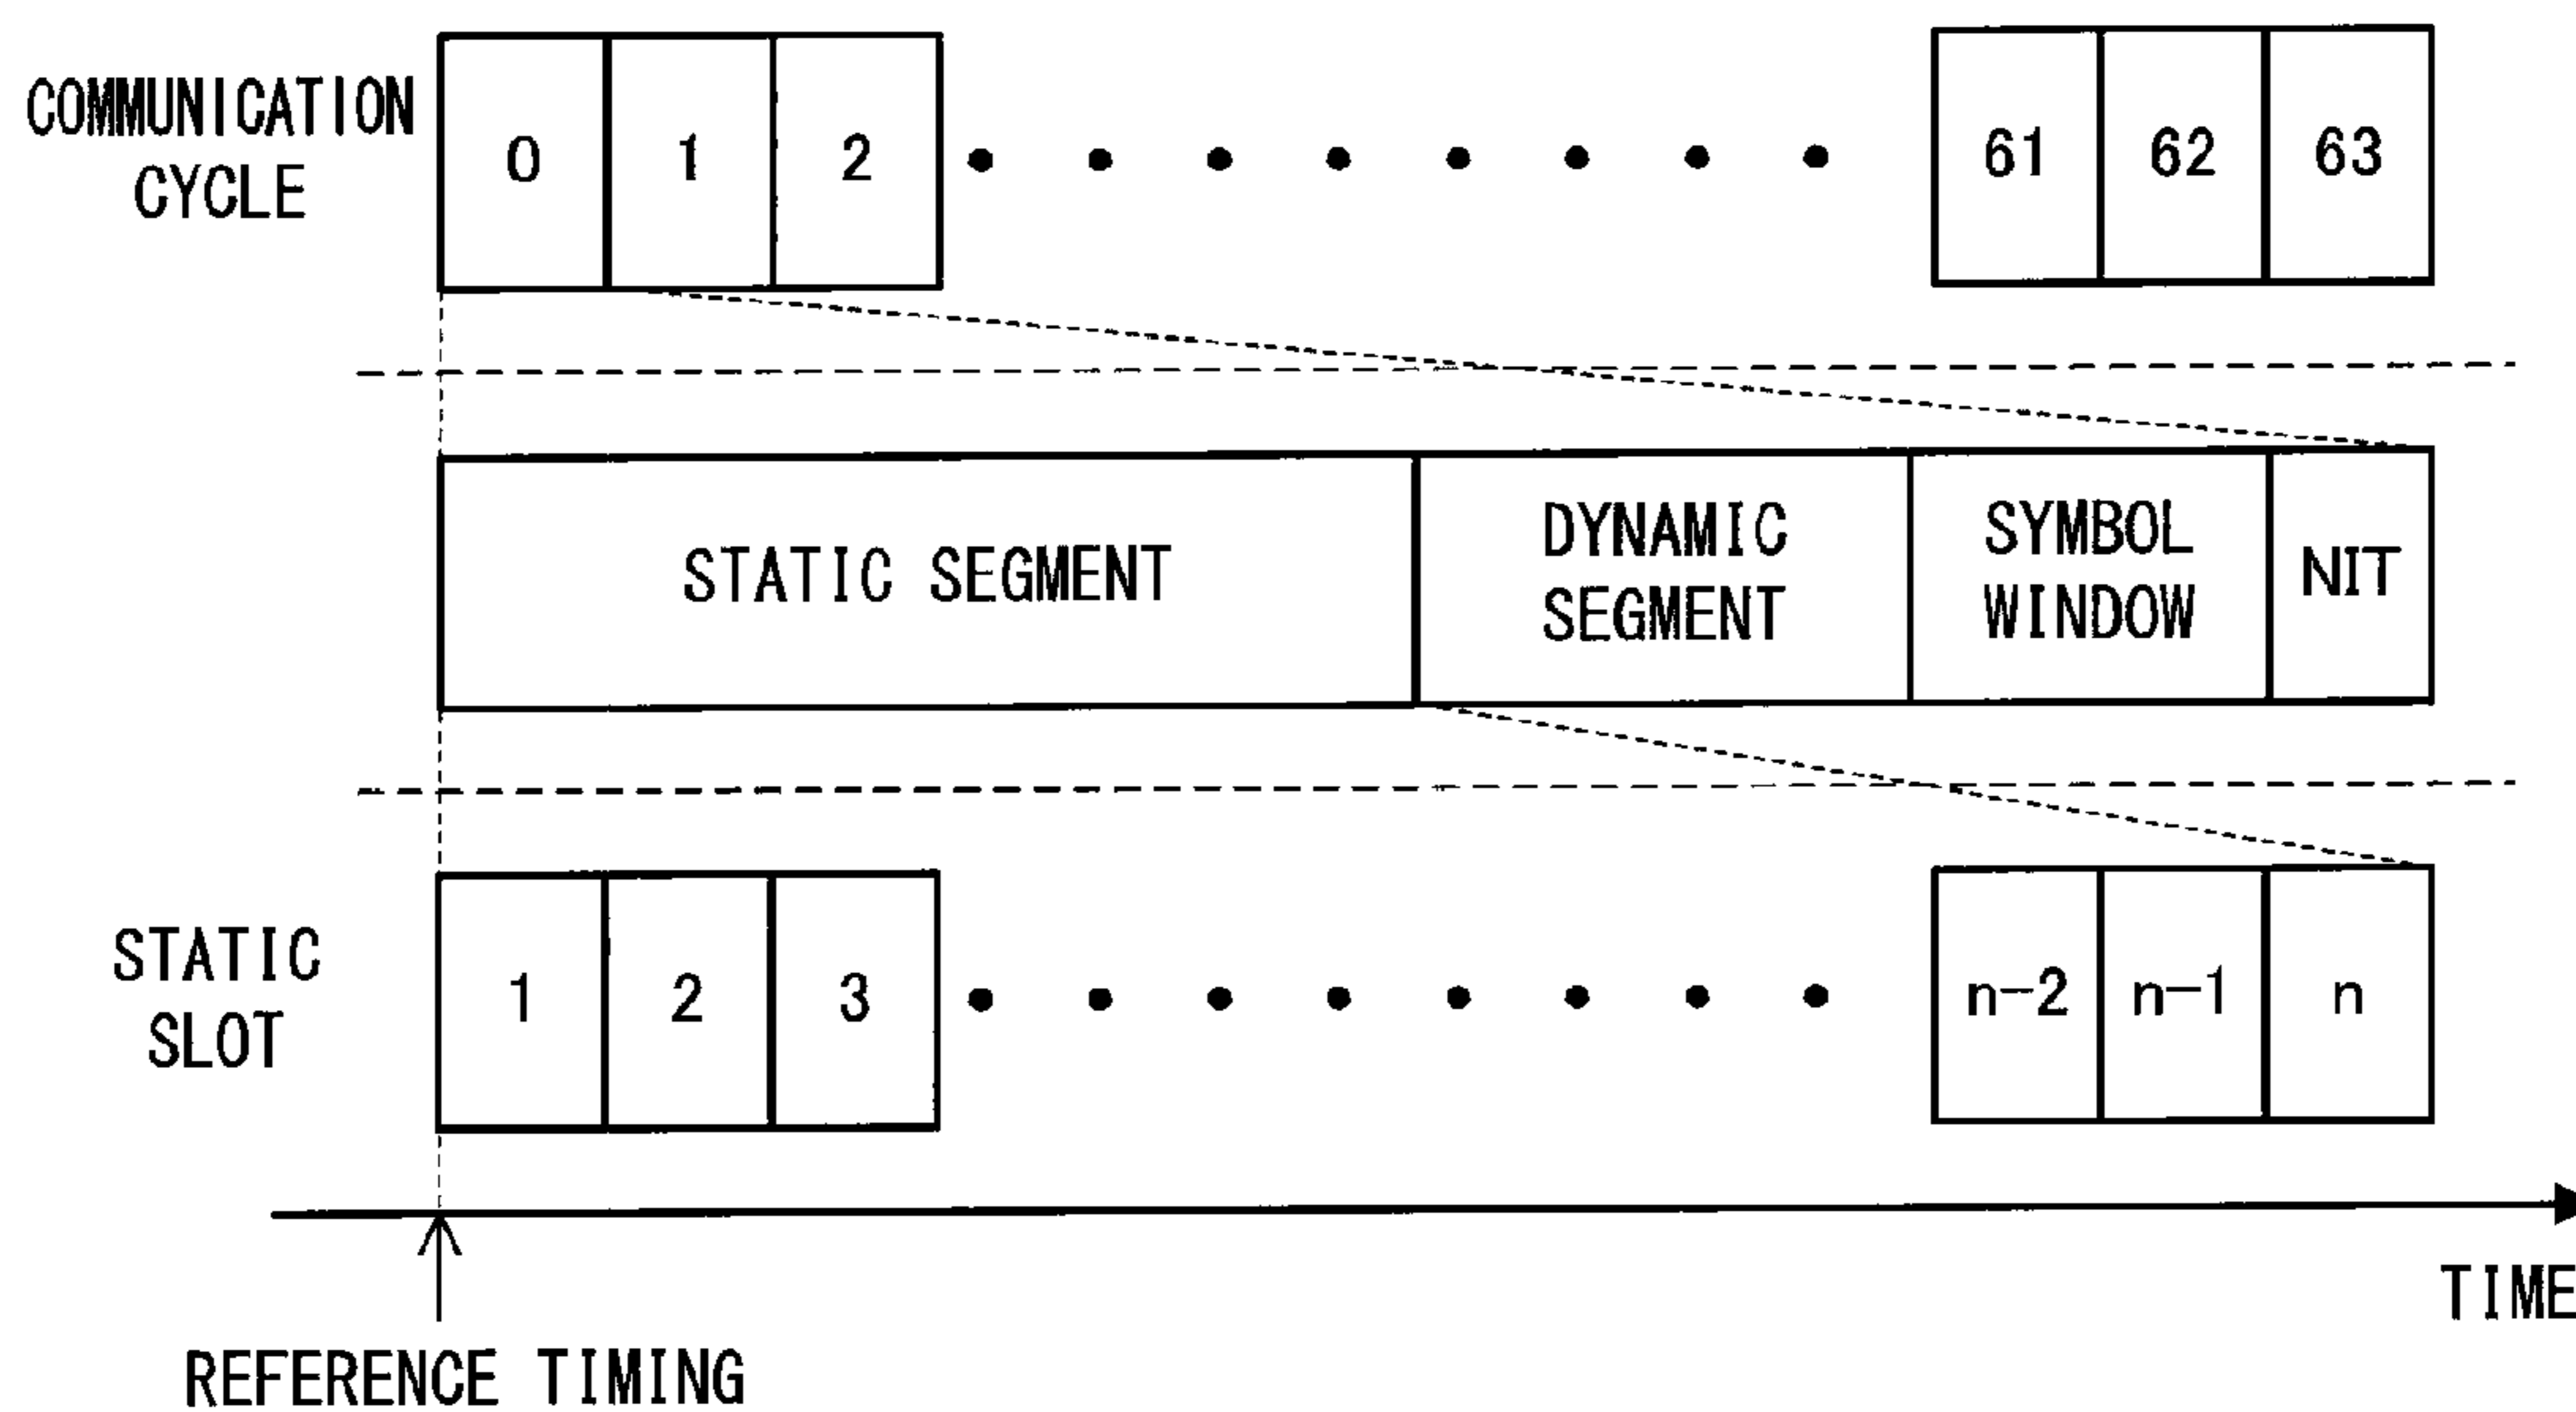 COMMUNICATION
CYCLE
0 1 2 61 62 63
STATIC SEGMENT
DYNAMIC
SEGMENT
SYMBOL
WINDOW
NIT
STATIC
SLOT
1 2 3 n-2 n-1 n
TIME
REFERENCE TIMING